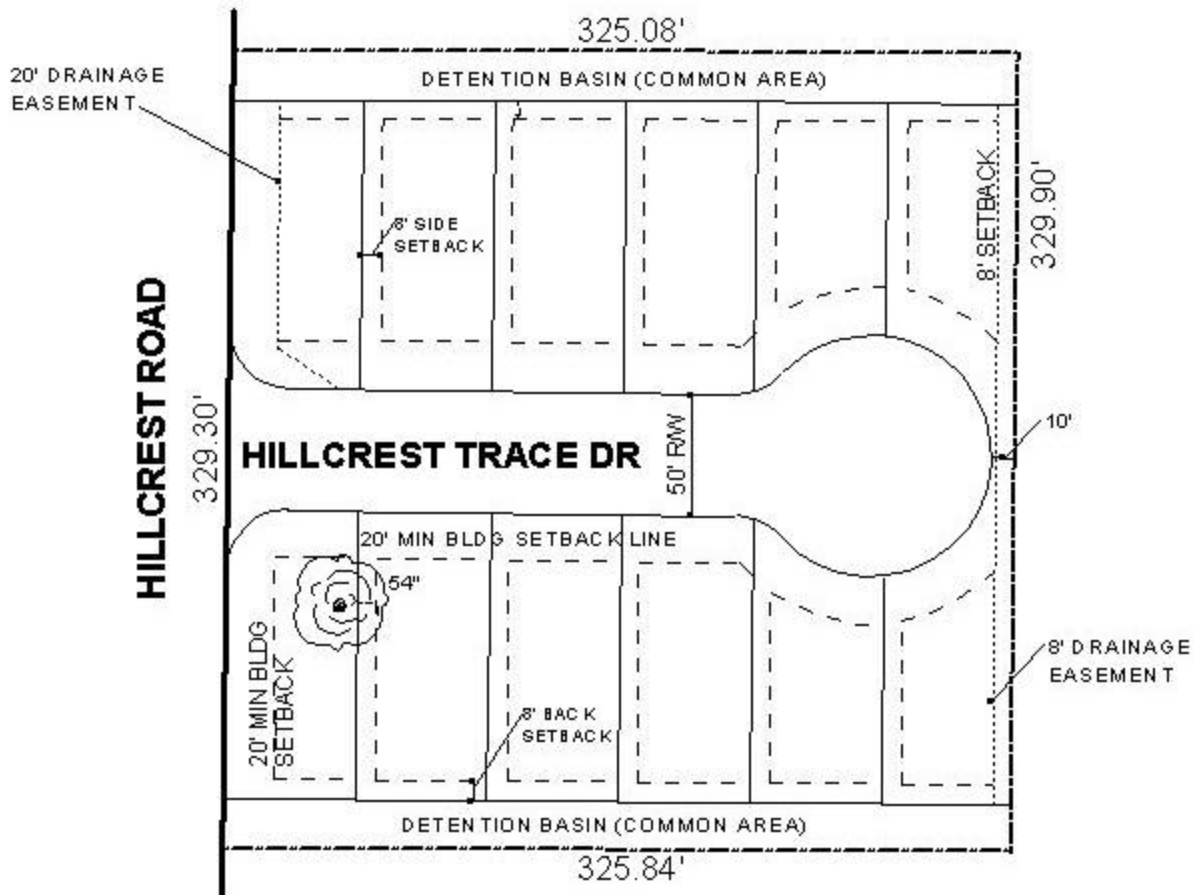 325.08'
20' DRAINAGE
EASEMENT
DETENTION BASIN (COMMON AREA)
8' SETBACK
329.90'
8' SIDE
SETBACK
HILLCREST ROAD
329.30'
HILLCREST TRACE DR
50' R/W
10'
20' MIN BLDG SETBACK LINE
54"
20' MIN BLDG
SETBACK
8' BACK
SETBACK
8' DRAINAGE
EASEMENT
DETENTION BASIN (COMMON AREA)
325.84'